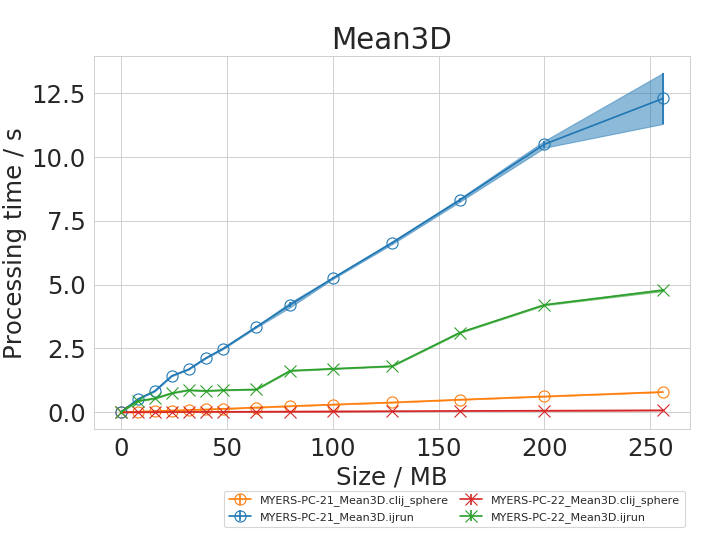 Mean3D
12.5
10.0
7.5
5.0
2.5
0.0
Processing time / s
0 50 100 150 200 250
Size / MB
MYERS-PC-21_Mean3D.clij_sphere MYERS-PC-22_Mean3D.clij_sphere
MYERS-PC-21_Mean3D.ijrun MYERS-PC-22_Mean3D.ijrun